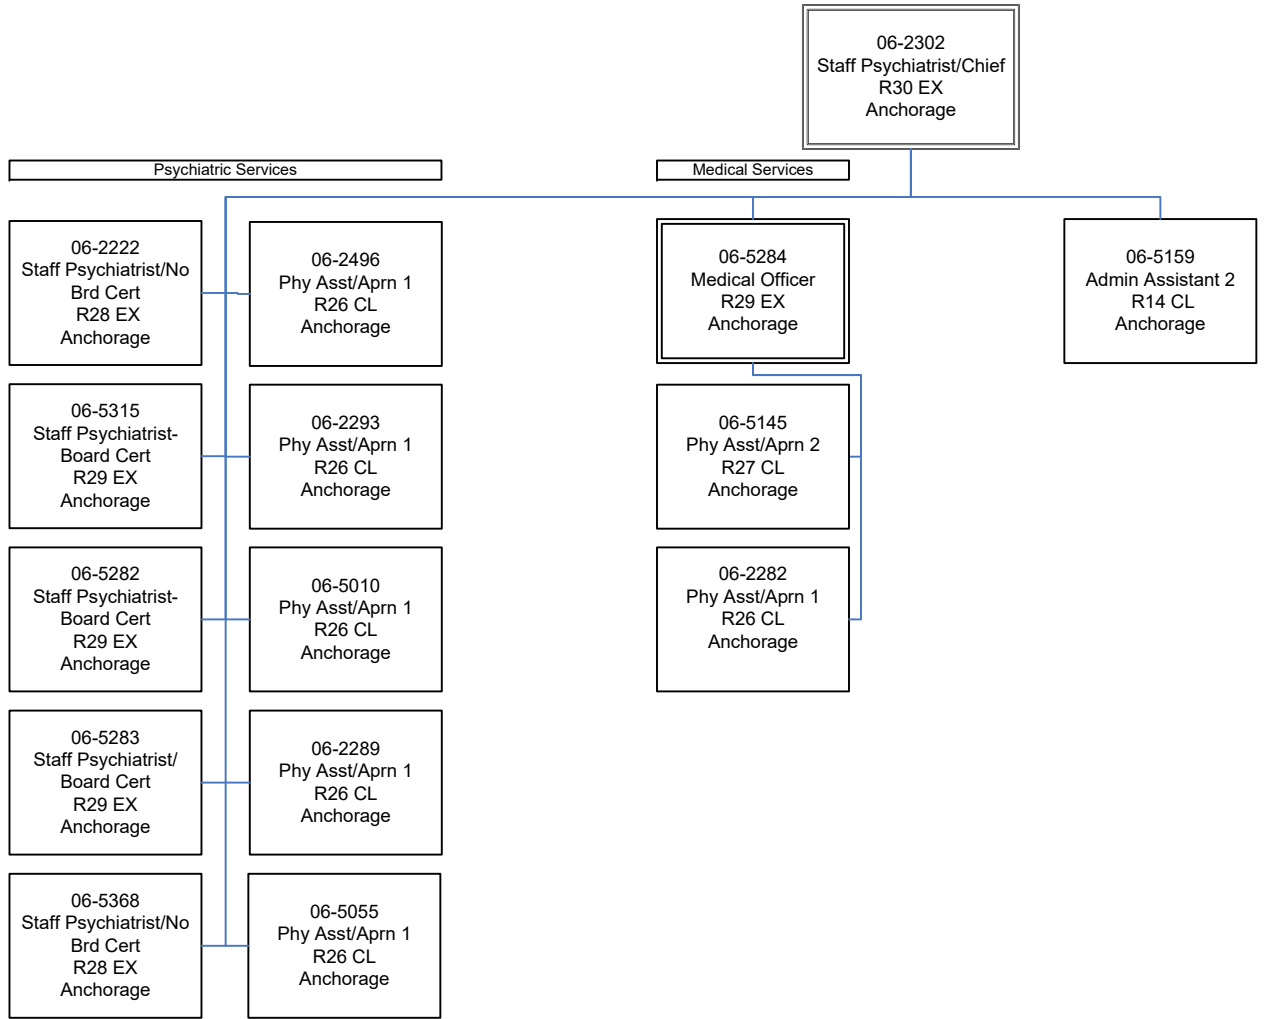 06-2302
Staff Psychiatrist/Chief
R30 EX
Anchorage
Psychiatric Services
Medical Services
06-2222
Staff Psychiatrist/No
Brd Cert
R28 EX
Anchorage
06-2496
Phy Asst/Aprn 1
R26 CL
Anchorage
06-5284
Medical Officer
R29 EX
Anchorage
06-5159
Admin Assistant 2
R14 CL
Anchorage
06-5315
Staff Psychiatrist-
Board Cert
R29 EX
Anchorage
06-2293
Phy Asst/Aprn 1
R26 CL
Anchorage
06-5145
Phy Asst/Aprn 2
R27 CL
Anchorage
06-5282
Staff Psychiatrist-
Board Cert
R29 EX
Anchorage
06-5010
Phy Asst/Aprn 1
R26 CL
Anchorage
06-2282
Phy Asst/Aprn 1
R26 CL
Anchorage
06-5283
Staff Psychiatrist/
Board Cert
R29 EX
Anchorage
06-2289
Phy Asst/Aprn 1
R26 CL
Anchorage
06-5368
Staff Psychiatrist/No
Brd Cert
R28 EX
Anchorage
06-5055
Phy Asst/Aprn 1
R26 CL
Anchorage